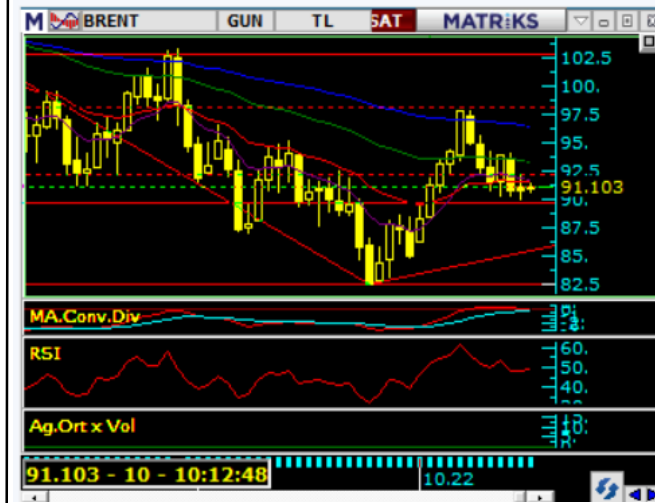 M BRENT GUN TL SAT MATRİKS
102.5
100.
97.5
95.
92.5
91.103
90.
87.5
85.
82.5
MA.Conv.Div
RSI
60.
50.
40.
Ag.Ort x Vol
91.103 - 10 - 10:12:48
10.22